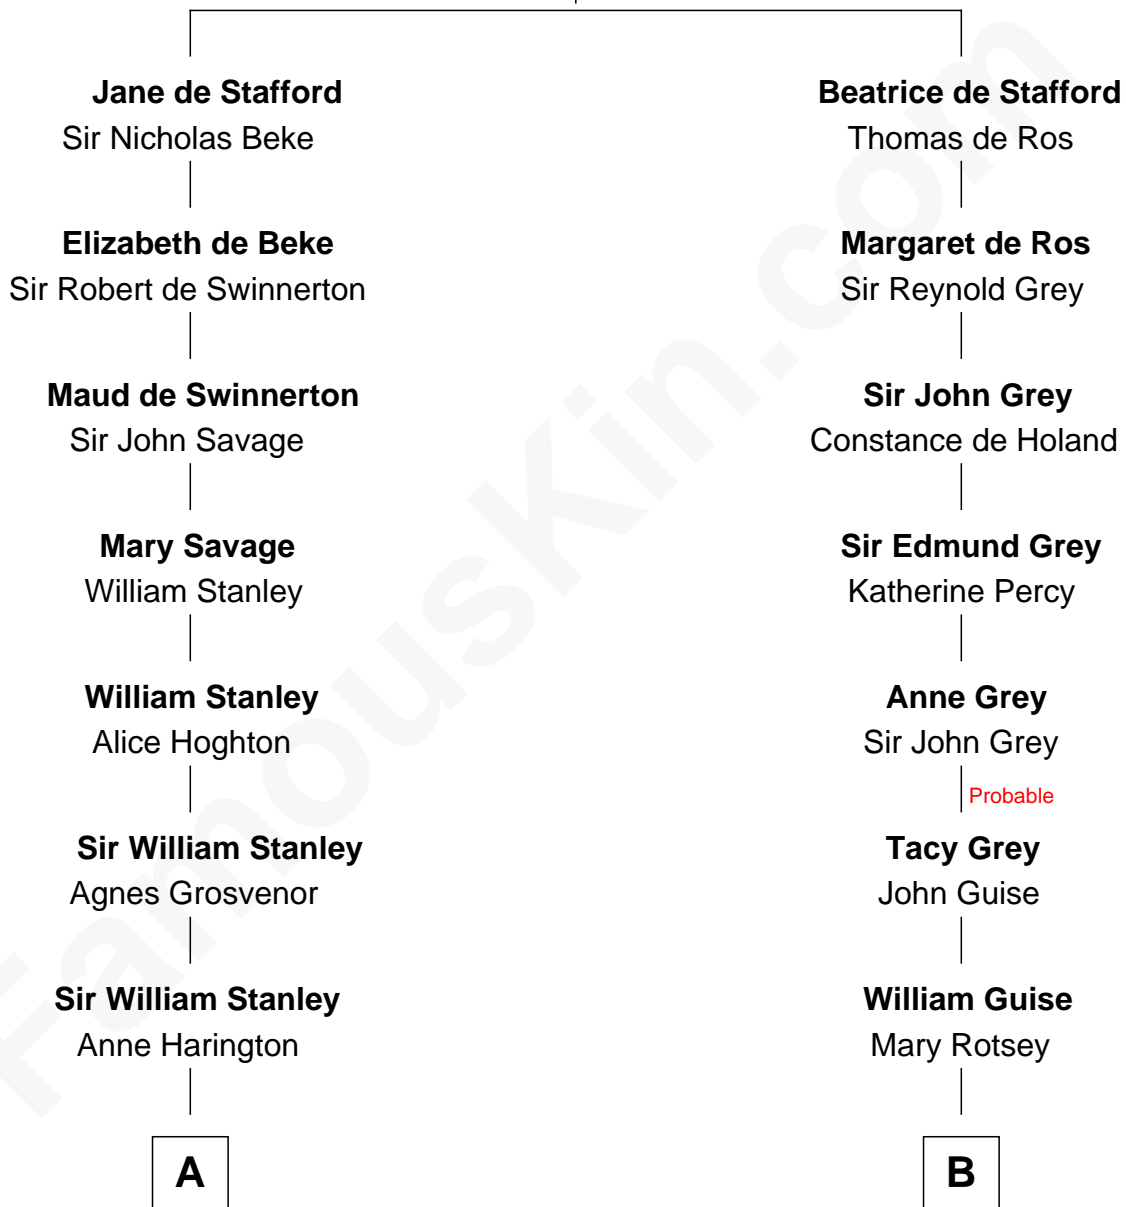 Jane de Stafford
Sir Nicholas Beke
Elizabeth de Beke
Sir Robert de Swinnerton
Maud de Swinnerton
Sir John Savage
Mary Savage
William Stanley
William Stanley
Alice Hoghton
Sir William Stanley
Agnes Grosvenor
Sir William Stanley
Anne Harington
A
Beatrice de Stafford
Thomas de Ros
Margaret de Ros
Sir Reynold Grey
Sir John Grey
Constance de Holand
Sir Edmund Grey
Katherine Percy
Anne Grey
Sir John Grey
Probable
Tacy Grey
John Guise
William Guise
Mary Rotsey
B
FamousKin.com